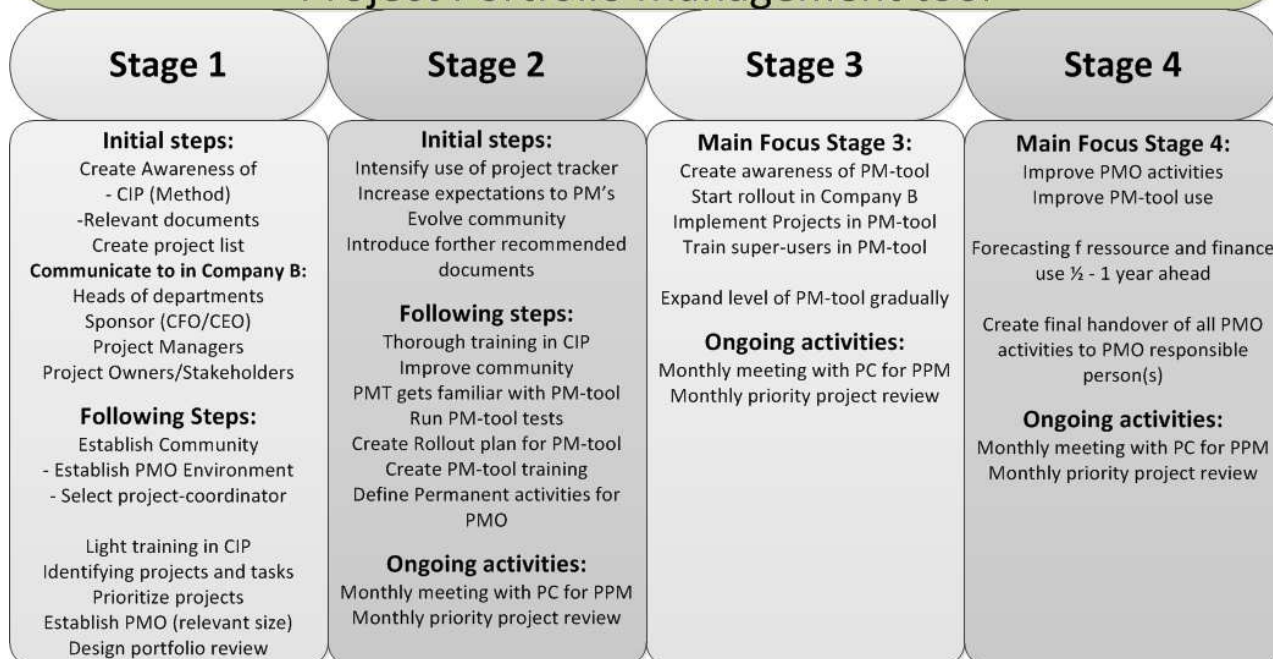 Project Portfolio Management tool
Stage 1
Initial steps:
Create Awareness of
- CIP (Method)
-Relevant documents
Create project list
Communicate to in Company B:
Heads of departments
Sponsor (CFO/CEO)
Project Managers
Project Owners/Stakeholders
Following Steps:
Establish Community
- Establish PMO Environment
- Select project-coordinator
Light training in CIP
Identifying projects and tasks
Prioritize projects
Establish PMO (relevant size)
Design portfolio review
Stage 2
Initial steps:
Intensify use of project tracker
Increase expectations to PM's
Evolve community
Introduce forther recommended
documents
Following steps:
Thorough training in CIP
Improve community
PMT gets familiar with PM-tool
Run PM-tool tests
Create Rollout plan for PM-tool
Create PM-tool training
Define Permanent activities for
PMO
Ongoing activities:
Monthly meeting with PC for PPM
Monthly priority project review
Stage 3
Main Focus Stage 3:
Create awareness of PM-tool
Start rollout in Company B
Implement Projects in PM-tool
Train super-users in PM-tool
Expand level of PM-tool gradually
Ongoing activities:
Monthly meeting with PC for PPM
Monthly priority project review
Stage 4
Main Focus Stage 4:
Improve PMO activities
Improve PM-tool use
Forecasting f ressource and finance
use ½ - 1 year ahead
Create final handover of all PMO
activities to PMO responsible
person(s)
Ongoing activities:
Monthly meeting with PC for PPM
Monthly priority project review